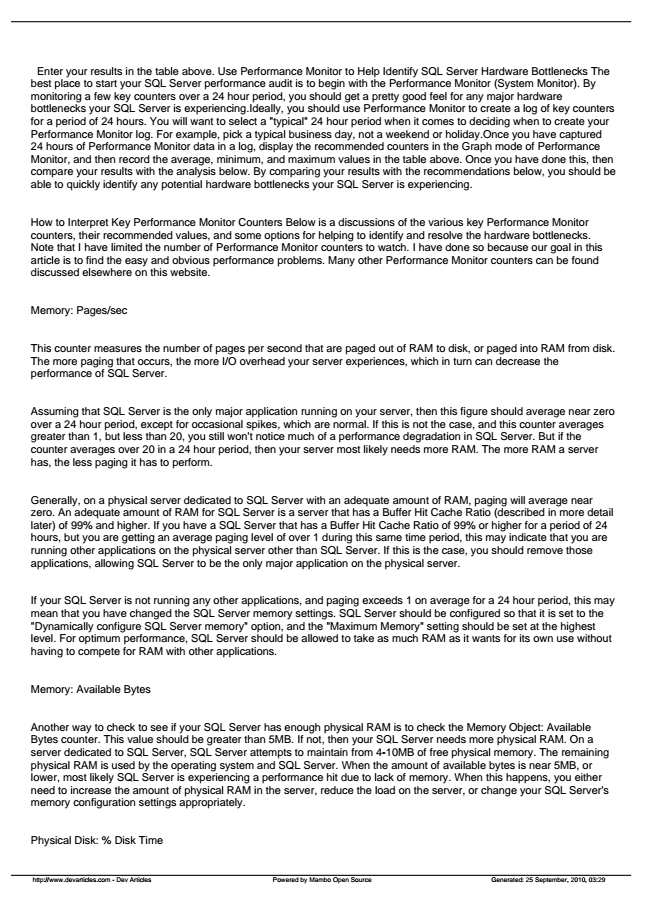 Enter your results in the table above. Use Performance Monitor to Help Identify SQL Server Hardware Bottlenecks The
best place to start your SQL Server performance audit is to begin with the Performance Monitor (System Monitor). By
monitoring a few key counters over a 24 hour period, you should get a pretty good feel for any major hardware
bottlenecks your SQL Server is experiencing.Ideally, you should use Performance Monitor to create a log of key counters
for a period of 24 hours. You will want to select a "typical" 24 hour period when it comes to deciding when to create your
Performance Monitor log. For example, pick a typical business day, not a weekend or holiday.Once you have captured
24 hours of Performance Monitor data in a log, display the recommended counters in the Graph mode of Performance
Monitor, and then record the average, minimum, and maximum values in the table above. Once you have done this, then
compare your results with the analysis below. By comparing your results with the recommendations below, you should be
able to quickly identify any potential hardware bottlenecks your SQL Server is experiencing.
How to Interpret Key Performance Monitor Counters Below is a discussions of the various key Performance Monitor
counters, their recommended values, and some options for helping to identify and resolve the hardware bottlenecks.
Note that I have limited the number of Performance Monitor counters to watch. I have done so because our goal in this
article is to find the easy and obvious performance problems. Many other Performance Monitor counters can be found
discussed elsewhere on this website.
Memory: Pages/sec
This counter measures the number of pages per second that are paged out of RAM to disk, or paged into RAM from disk.
The more paging that occurs, the more I/O overhead your server experiences, which in turn can decrease the
performance of SQL Server.
Assuming that SQL Server is the only major application running on your server, then this figure should average near zero
over a 24 hour period, except for occasional spikes, which are normal. If this is not the case, and this counter averages
greater than 1, but less than 20, you still won't notice much of a performance degradation in SQL Server. But if the
counter averages over 20 in a 24 hour period, then your server most likely needs more RAM. The more RAM a server
has, the less paging it has to perform.
Generally, on a physical server dedicated to SQL Server with an adequate amount of RAM, paging will average near
zero. An adequate amount of RAM for SQL Server is a server that has a Buffer Hit Cache Ratio (described in more detail
later) of 99% and higher. If you have a SQL Server that has a Buffer Hit Cache Ratio of 99% or higher for a period of 24
hours, but you are getting an average paging level of over 1 during this same time period, this may indicate that you are
running other applications on the physical server other than SQL Server. If this is the case, you should remove those
applications, allowing SQL Server to be the only major application on the physical server.
If your SQL Server is not running any other applications, and paging exceeds 1 on average for a 24 hour period, this may
mean that you have changed the SQL Server memory settings. SQL Server should be configured so that it is set to the
"Dynamically configure SQL Server memory" option, and the "Maximum Memory" setting should be set at the highest
level. For optimum performance, SQL Server should be allowed to take as much RAM as it wants for its own use without
having to compete for RAM with other applications.
Memory: Available Bytes
Another way to check to see if your SQL Server has enough physical RAM is to check the Memory Object: Available
Bytes counter. This value should be greater than 5MB. If not, then your SQL Server needs more physical RAM. On a
server dedicated to SQL Server, SQL Server attempts to maintain from 4-10MB of free physical memory. The remaining
physical RAM is used by the operating system and SQL Server. When the amount of available bytes is near 5MB, or
lower, most likely SQL Server is experiencing a performance hit due to lack of memory. When this happens, you either
need to increase the amount of physical RAM in the server, reduce the load on the server, or change your SQL Server's
memory configuration settings appropriately.
Physical Disk: % Disk Time
http://www.devarticles.com - Dev Articles Powered by Mambo Open Source Generated: 25 September, 2010, 03:29